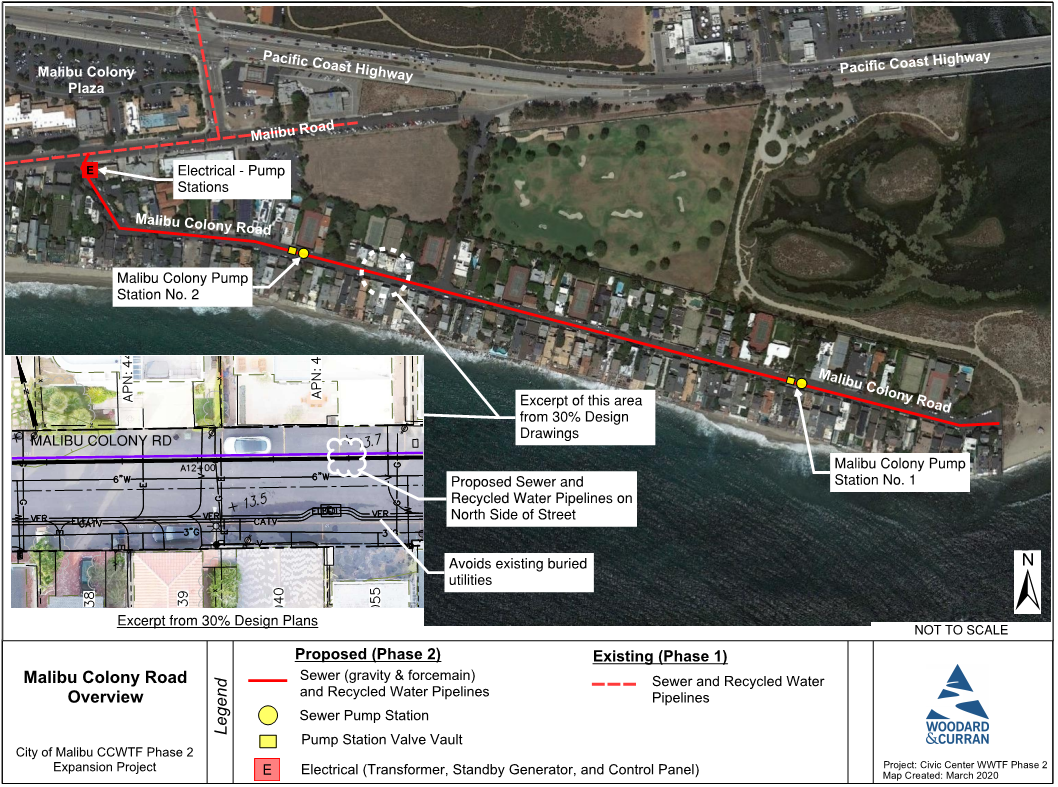 Pacific Coast Highway
Pacific Coast Highway
Malibu Colony
Plaza
Malibu Road
E
Electrical - Pump
Stations
Malibu Colony Road
Malibu Colony Pump
Station No. 2
Malibu Colony Road
Excerpt of this area
from 30% Design
Drawings
Malibu Colony Pump
Station No. 1
Proposed Sewer and
Recycled Water Pipelines on
North Side of Street
Avoids existing buried
utilities
APN: 4
MALIBU COLONY RD
3.7
A12+00
6"W
6"W
13.5
VER
VER
VER
CATV
CATV
3"G
38
39
040
055
Excerpt from 30% Design Plans
N
NOT TO SCALE
Malibu Colony Road
Overview
City of Malibu CCWTF Phase 2
Expansion Project
Legend
Proposed (Phase 2)
Sewer (gravity & forcemain)
and Recycled Water Pipelines
Sewer Pump Station
Pump Station Valve Vault
E
Electrical (Transformer, Standby Generator, and Control Panel)
Existing (Phase 1)
Sewer and Recycled Water
Pipelines
WOODARD
&CURRAN
Project: Civic Center WWTF Phase 2
Map Created: March 2020